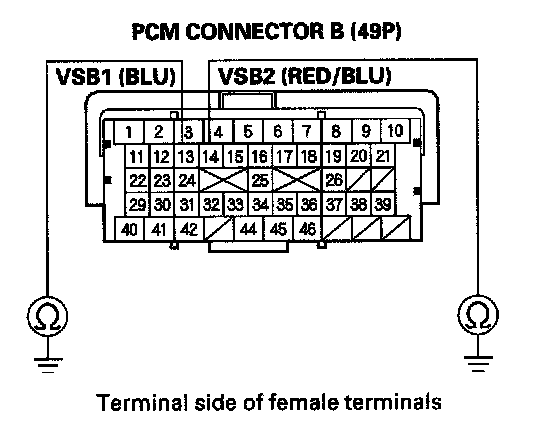 PCM CONNECTOR B (49P)
VSB1 (BLU) VSB2 (RED/BLU)
1 2 3 4 5 6 7 8 9 10
11 12 13 14 15 16 17 18 19 20 21
22 23 24 25 26
29 30 31 32 33 34 35 36 37 38 39
40 41 42 44 45 46
Ω Ω
Terminal side of female terminals